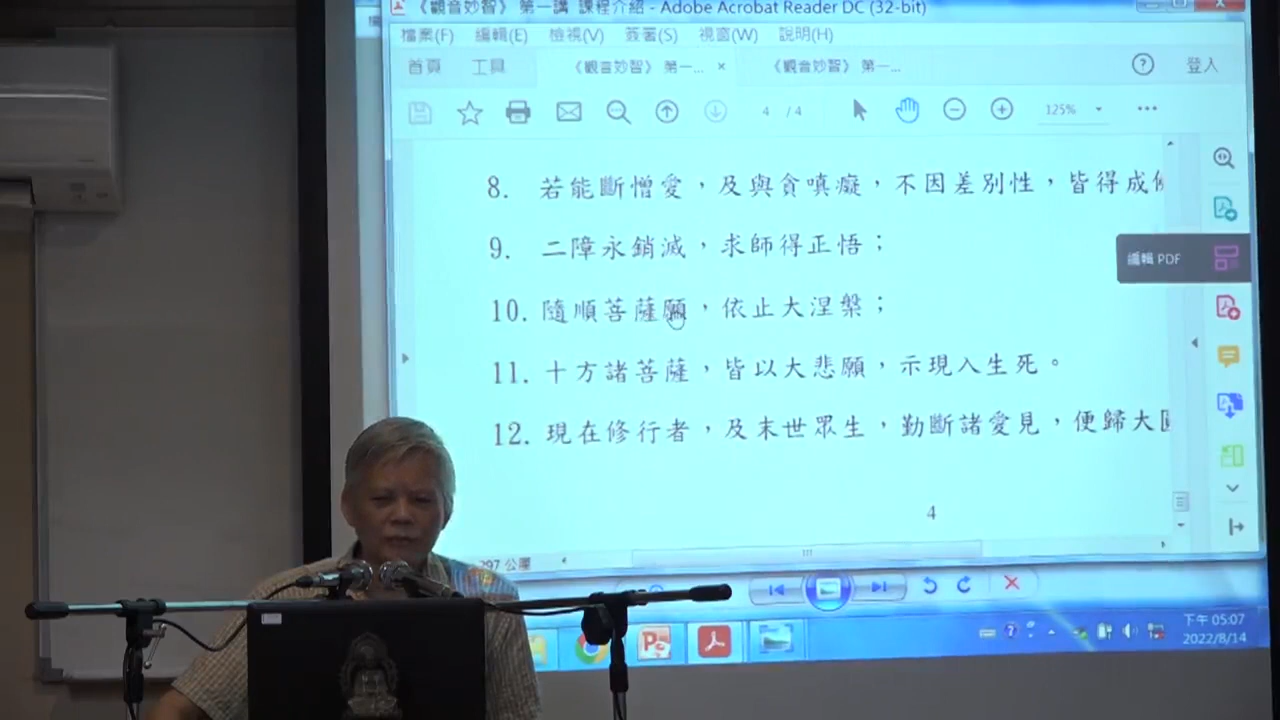 《觀音妙智》 第一講 課程介紹 - Adobe Acrobat Reader DC (32-bit)
檔案(F) 編輯(E) 檢視(V) 簽署(S) 視窗(W) 說明(H)
首頁 工具 《觀音妙智》 第一... × 《觀音妙智》 第一... 登入
4 / 4 125%
8. 若能斷憎愛，及與貪嗔癡，不因差別性，皆得成
9. 二障永銷滅，求師得正悟；
編輯 PDF
10. 隨順菩薩願，依止大涅槃；
11. 十方諸菩薩，皆以大悲願，示現入生死。
12. 現在修行者，及末世眾生，勤斷諸愛見，便歸大
4
297 公厘
下午 05:07
2022/8/14